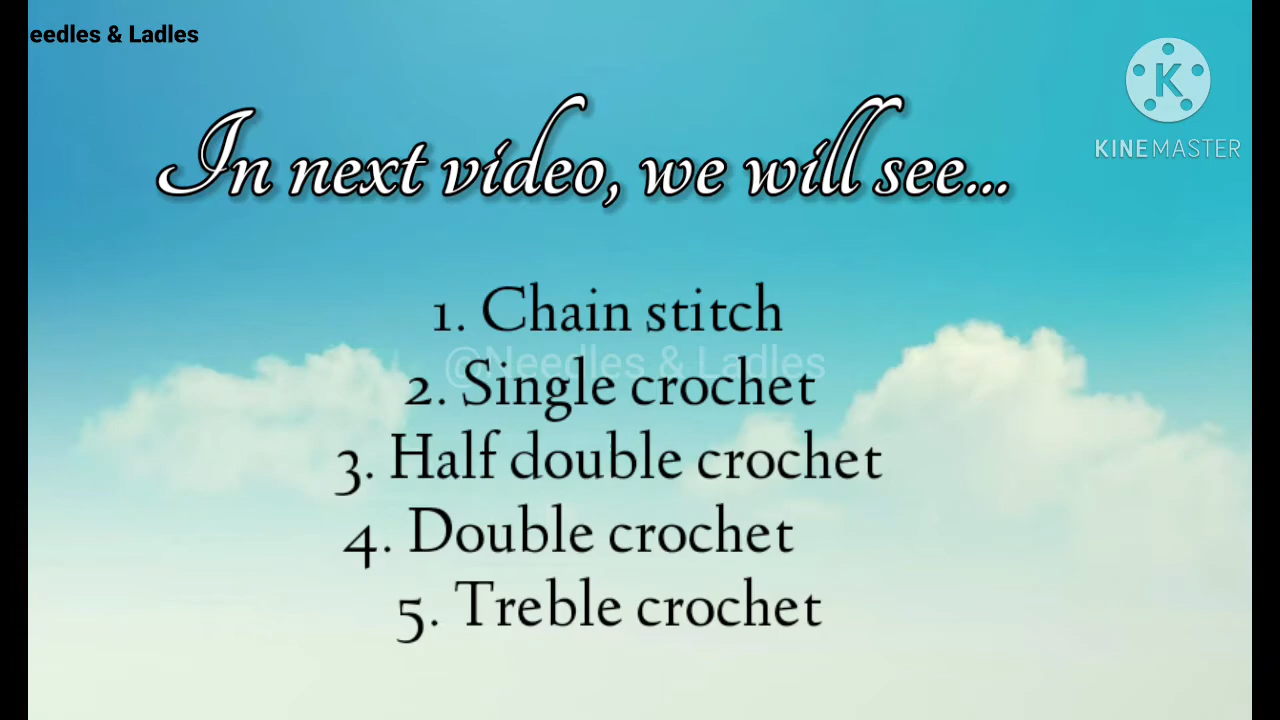 eedles & Ladles
KINEMASTER
In next video, we will see...
1. Chain stitch
@Needles & Ladles
2. Single crochet
3. Half double crochet
4. Double crochet
5. Treble crochet